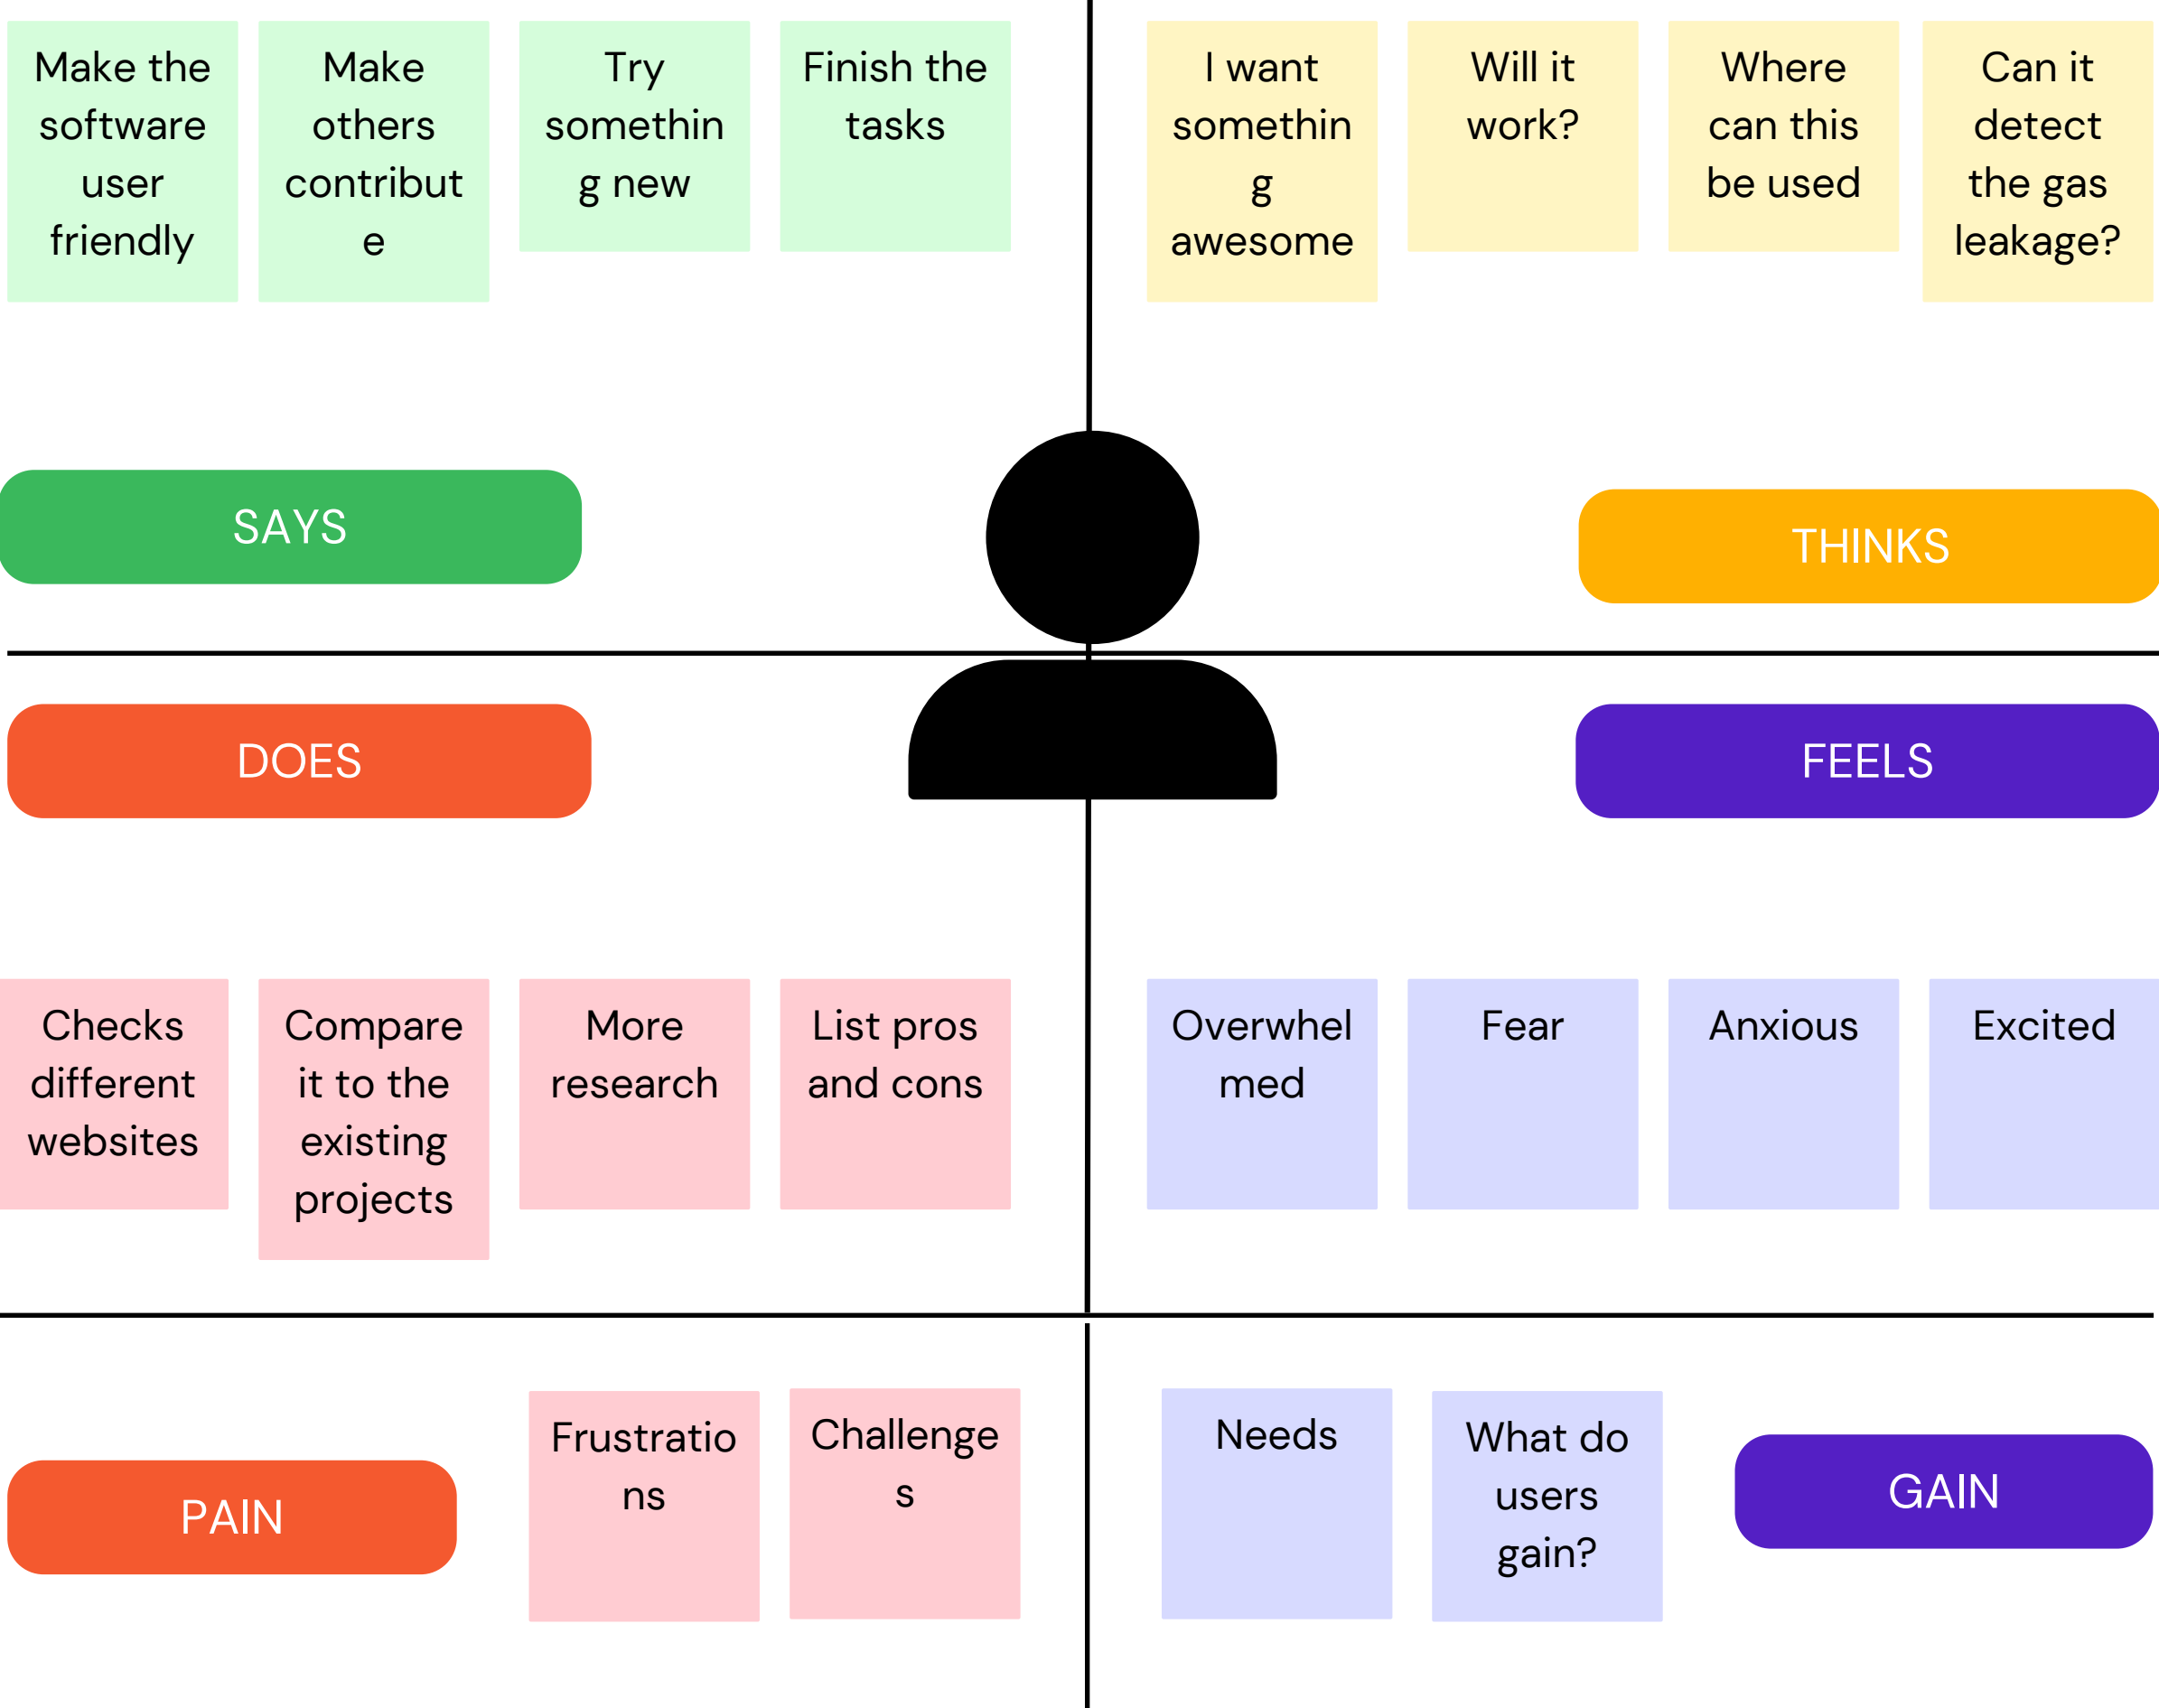 Make the
software
user
friendly
Make
others
contribut
e
Try
somethin
g new
Finish the
tasks
I want
somethin
g
awesome
Will it
work?
Where
can this
be used
Can it
detect
the gas
leakage?
SAYS
THINKS
DOES
FEELS
Checks
different
websites
Compare
it to the
existing
projects
More
research
List pros
and cons
Overwhel
med
Fear
Anxious
Excited
PAIN
Frustratio
ns
Challenge
s
Needs
What do
users
gain?
GAIN